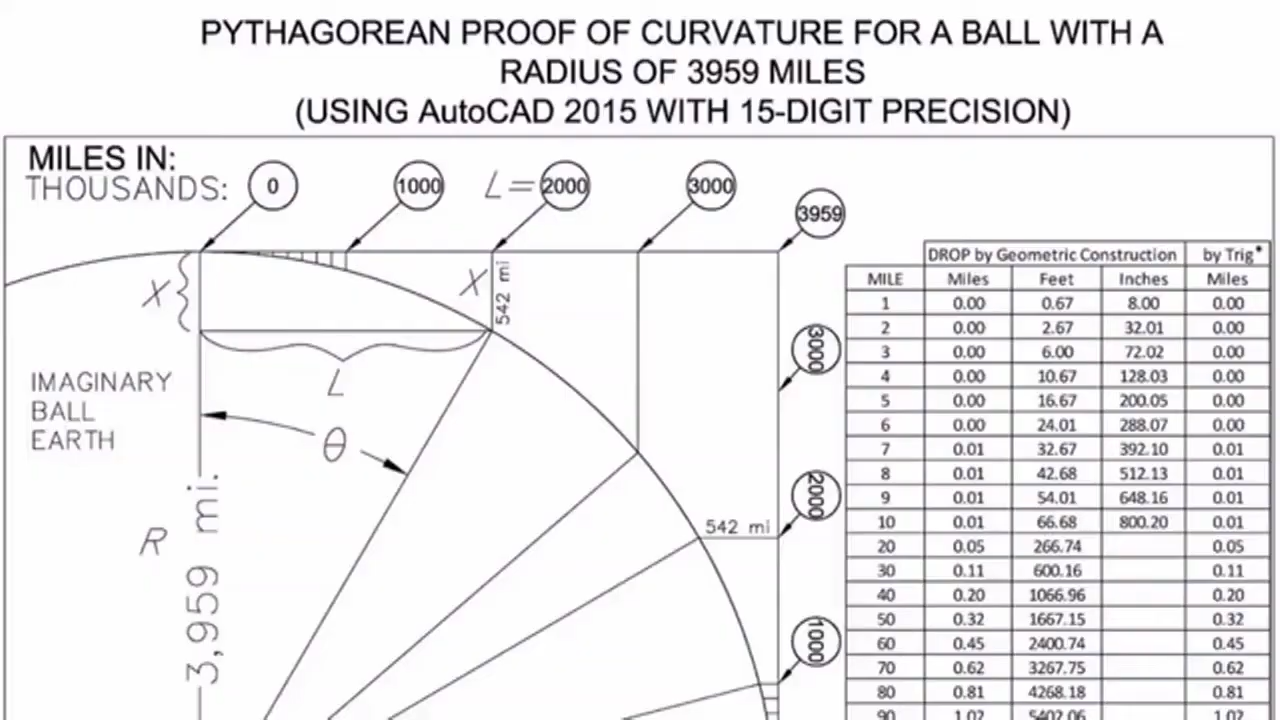 PYTHAGOREAN PROOF OF CURVATURE FOR A BALL WITH A
RADIUS OF 3959 MILES
(USING AutoCAD 2015 WITH 15-DIGIT PRECISION)
MILES IN:
THOUSANDS:
0
1000
L=
2000
3000
3959
X
X
542 mi
3000
IMAGINARY
BALL
EARTH
L
θ
R
3,959 mi.
542 mi
2000
1000
DROP by Geometric Construction by Trig*
MILE Miles Feet Inches Miles
1 0.00 0.67 8.00 0.00
2 0.00 2.67 32.01 0.00
3 0.00 6.00 72.02 0.00
4 0.00 10.67 128.03 0.00
5 0.00 16.67 200.05 0.00
6 0.00 24.01 288.07 0.00
7 0.01 32.67 392.10 0.01
8 0.01 42.68 512.13 0.01
9 0.01 54.01 648.16 0.01
10 0.01 66.68 800.20 0.01
20 0.05 266.74 0.05
30 0.11 600.16 0.11
40 0.20 1066.96 0.20
50 0.32 1667.15 0.32
60 0.45 2400.74 0.45
70 0.62 3267.75 0.62
80 0.81 4268.18 0.81
90 1.02 5402.06 1.02